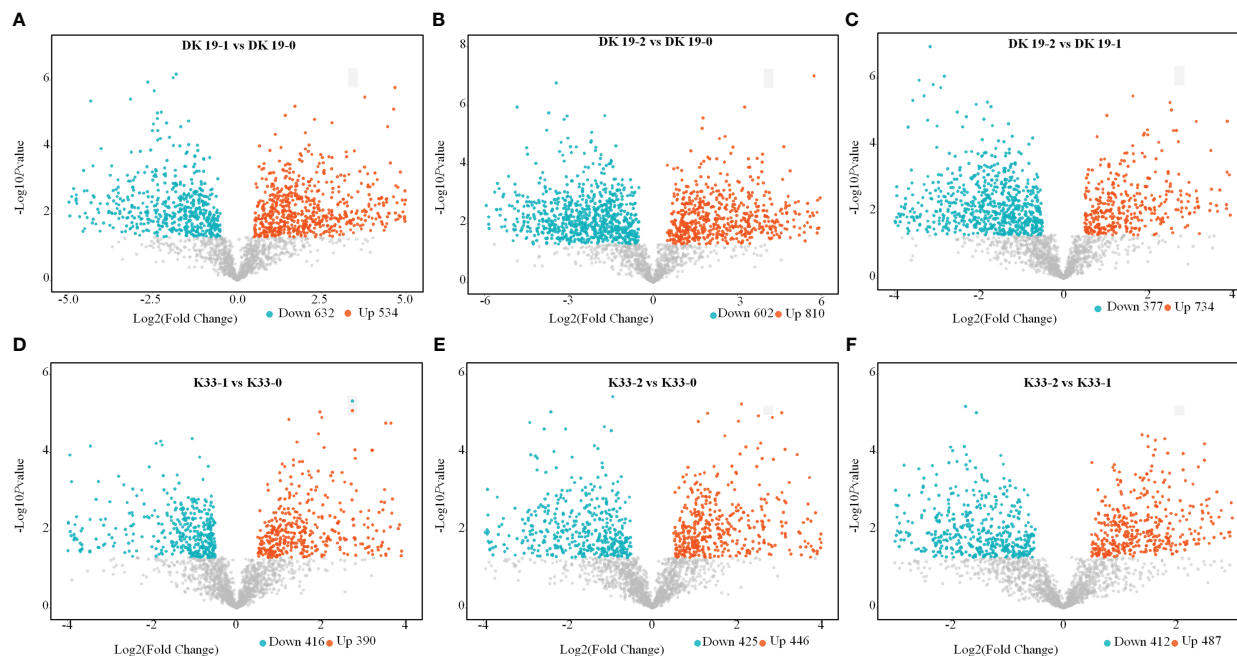 A
DK 19-1 vs DK 19-0
6
4
2
0
-Log10Pvalue
-5.0
-2.5
0.0
2.5
5.0
Log2(Fold Change)
Down 632
Up 534
B
DK 19-2 vs DK 19-0
8
6
4
2
0
-Log10Pvalue
-6
-3
0
3
6
Log2(Fold Change)
Down 602
Up 810
C
DK 19-2 vs DK 19-1
6
4
2
0
-Log10Pvalue
-4
-2
0
2
4
Log2(Fold Change)
Down 377
Up 734
D
K33-1 vs K33-0
6
4
2
0
-Log10Pvalue
-4
-2
0
2
4
Log2(Fold Change)
Down 416
Up 390
E
K33-2 vs K33-0
6
4
2
0
-Log10Pvalue
-4
-2
0
2
4
Log2(Fold Change)
Down 425
Up 446
F
K33-2 vs K33-1
6
4
2
0
-Log10Pvalue
-2
0
2
Log2(Fold Change)
Down 412
Up 487